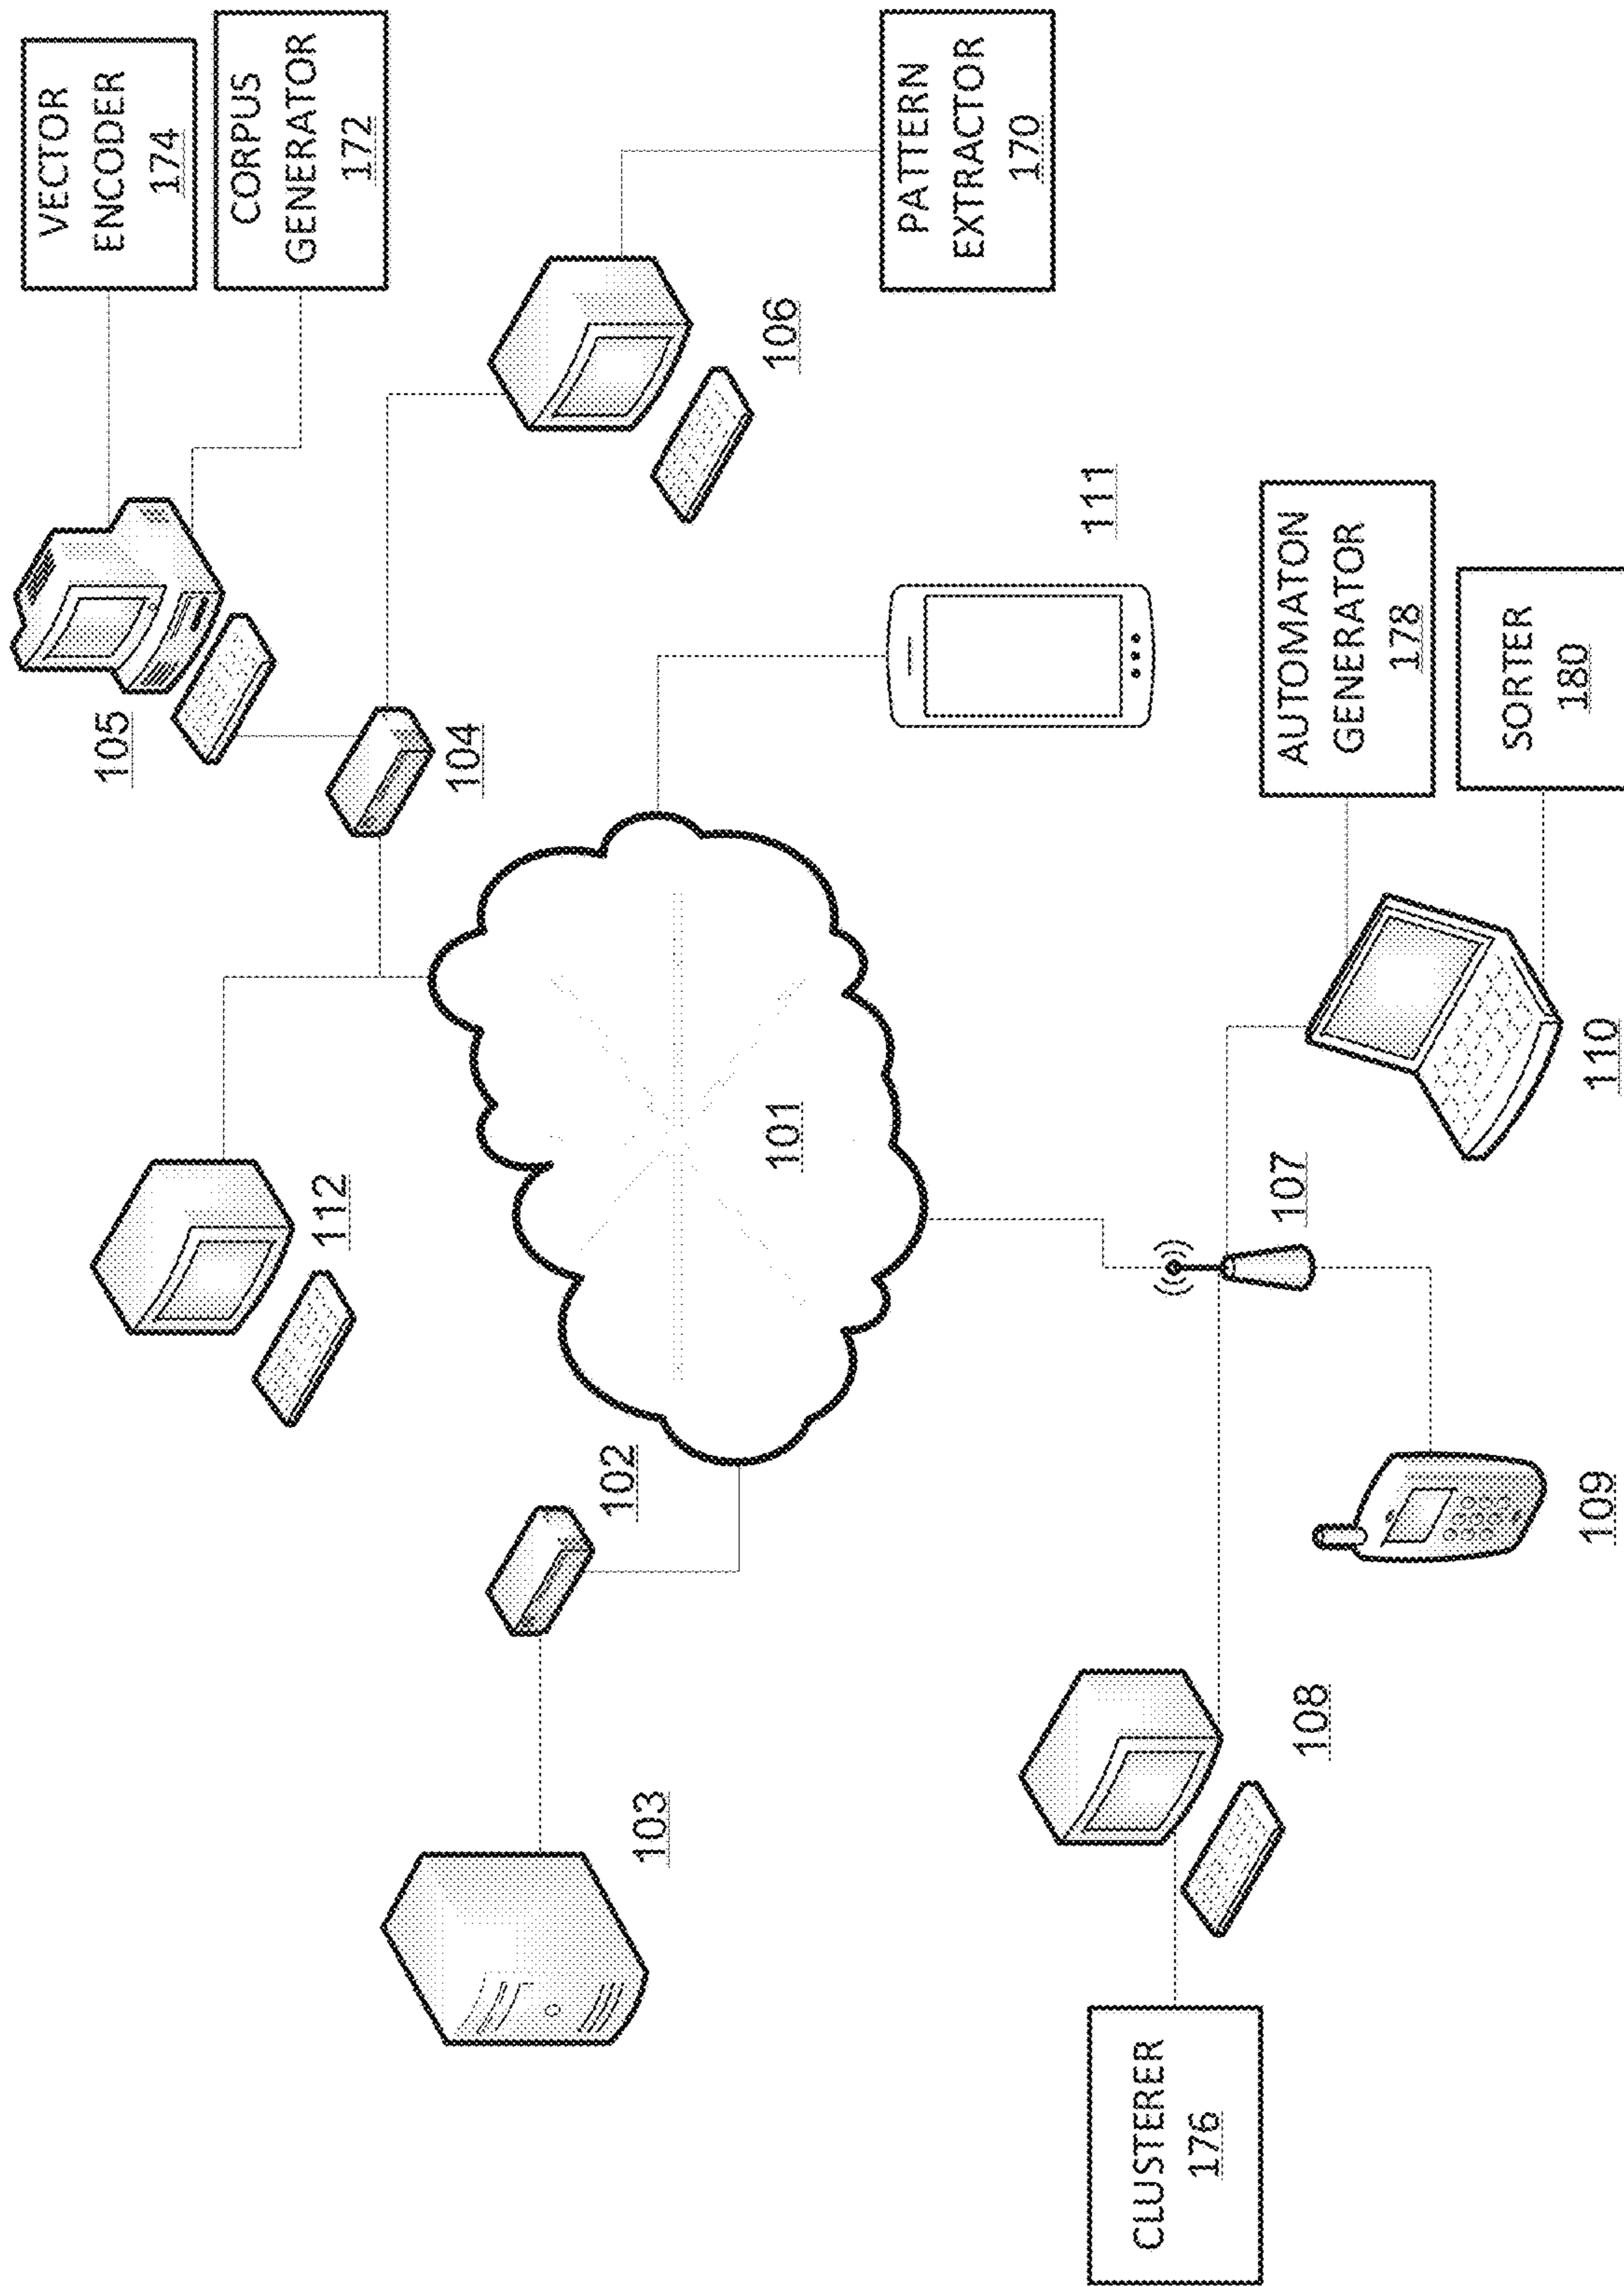 VECTOR
ENCODER
174
CORPUS
GENERATOR
172
105
104
106
PATTERN
EXTRACTOR
170
112
101
111
102
103
107
AUTOMATON
GENERATOR
178
SORTER
180
110
108
109
CLUSTERER
176